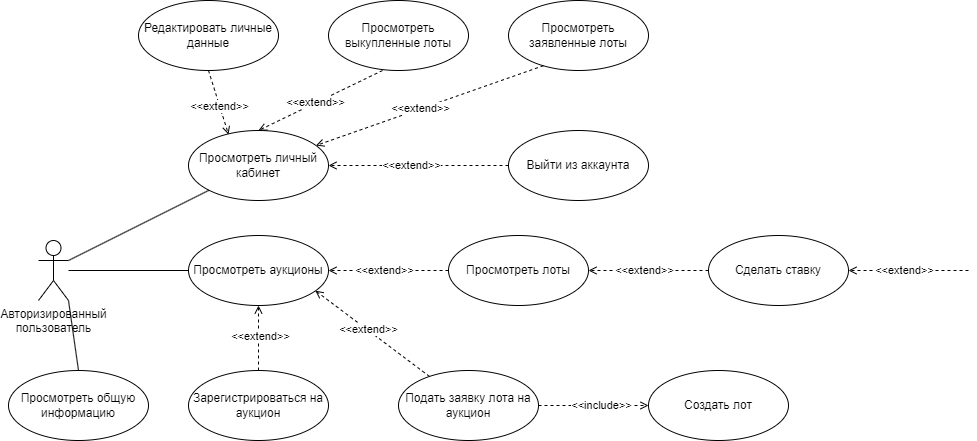 Редактировать личные
данные
Просмотреть
выкупленные лоты
Просмотреть
заявленные лоты
<<extend>>
<<extend>>
<<extend>>
Просмотреть личный
кабинет
<<extend>>
Выйти из аккаунта
Просмотреть аукционы
<<extend>>
Просмотреть лоты
<<extend>>
Сделать ставку
<<extend>>
Авторизированный
пользователь
<<extend>>
<<extend>>
Просмотреть общую
информацию
Зарегистрироваться на
аукцион
Подать заявку лота на
аукцион
<<include>>
Создать лот